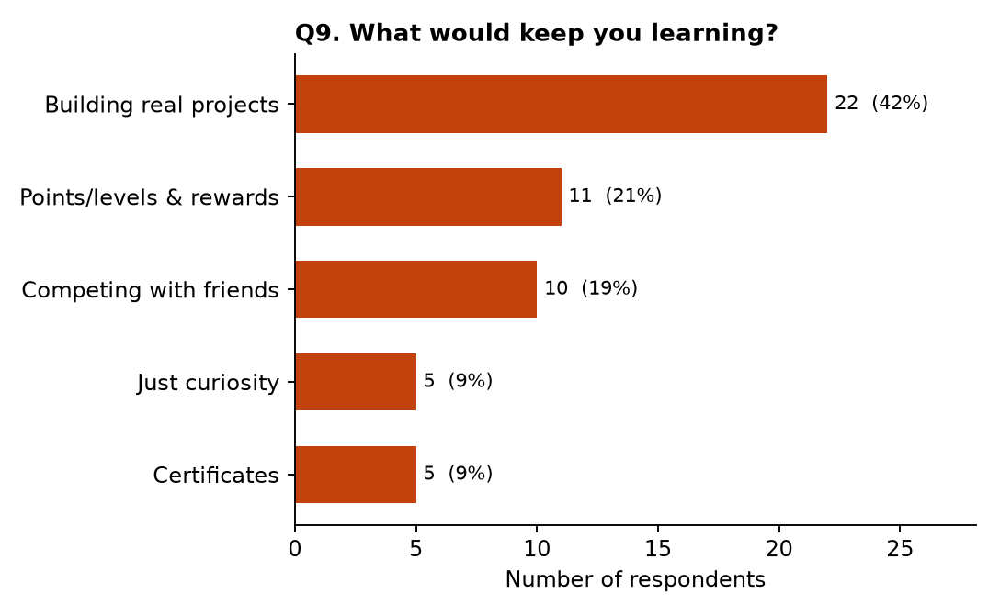 Q9. What would keep you learning?
Building real projects 22 (42%)
Points/levels & rewards 11 (21%)
Competing with friends 10 (19%)
Just curiosity 5 (9%)
Certificates 5 (9%)
0 5 10 15 20 25
Number of respondents